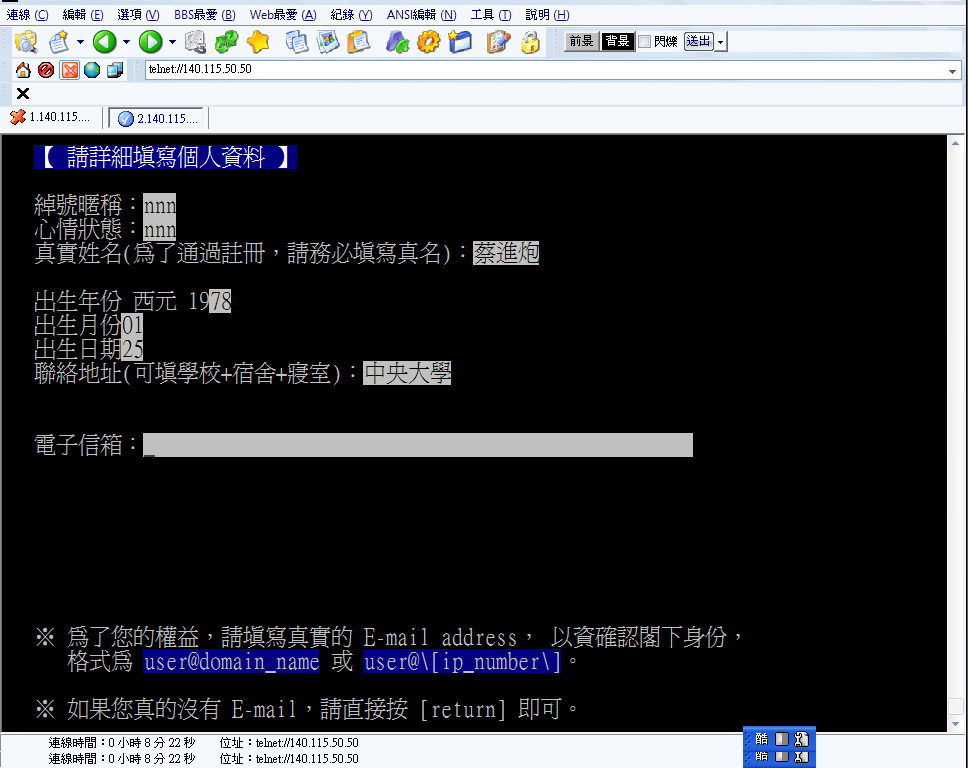 連線 (C) 編輯 (E) 選項 (V) BBS最愛 (B) Web最愛 (A) 紀錄 (Y) ANSI編輯 (N) 工具 (T) 說明 (H)
前景 背景 閃爍 送出
telnet://140.115.50.50
1.140.115.... 2.140.115....
【 請詳細填寫個人資料 】
綽號暱稱：nnn
心情狀態：nnn
真實姓名(為了通過註冊，請務必填寫真名)：蔡進炮
出生年份 西元 1978
出生月份01
出生日期25
聯絡地址(可填學校+宿舍+寢室)：中央大學
電子信箱：
※ 為了您的權益，請填寫真實的 E-mail address， 以資確認閣下身份，
格式為 user@domain_name 或 user@\[ip_number\]。
※ 如果您真的沒有 E-mail，請直接按 [return] 即可。
連線時間：0 小時 8 分 22 秒 位址：telnet://140.115.50.50
連線時間：0 小時 8 分 22 秒 位址：telnet://140.115.50.50
酷
酷